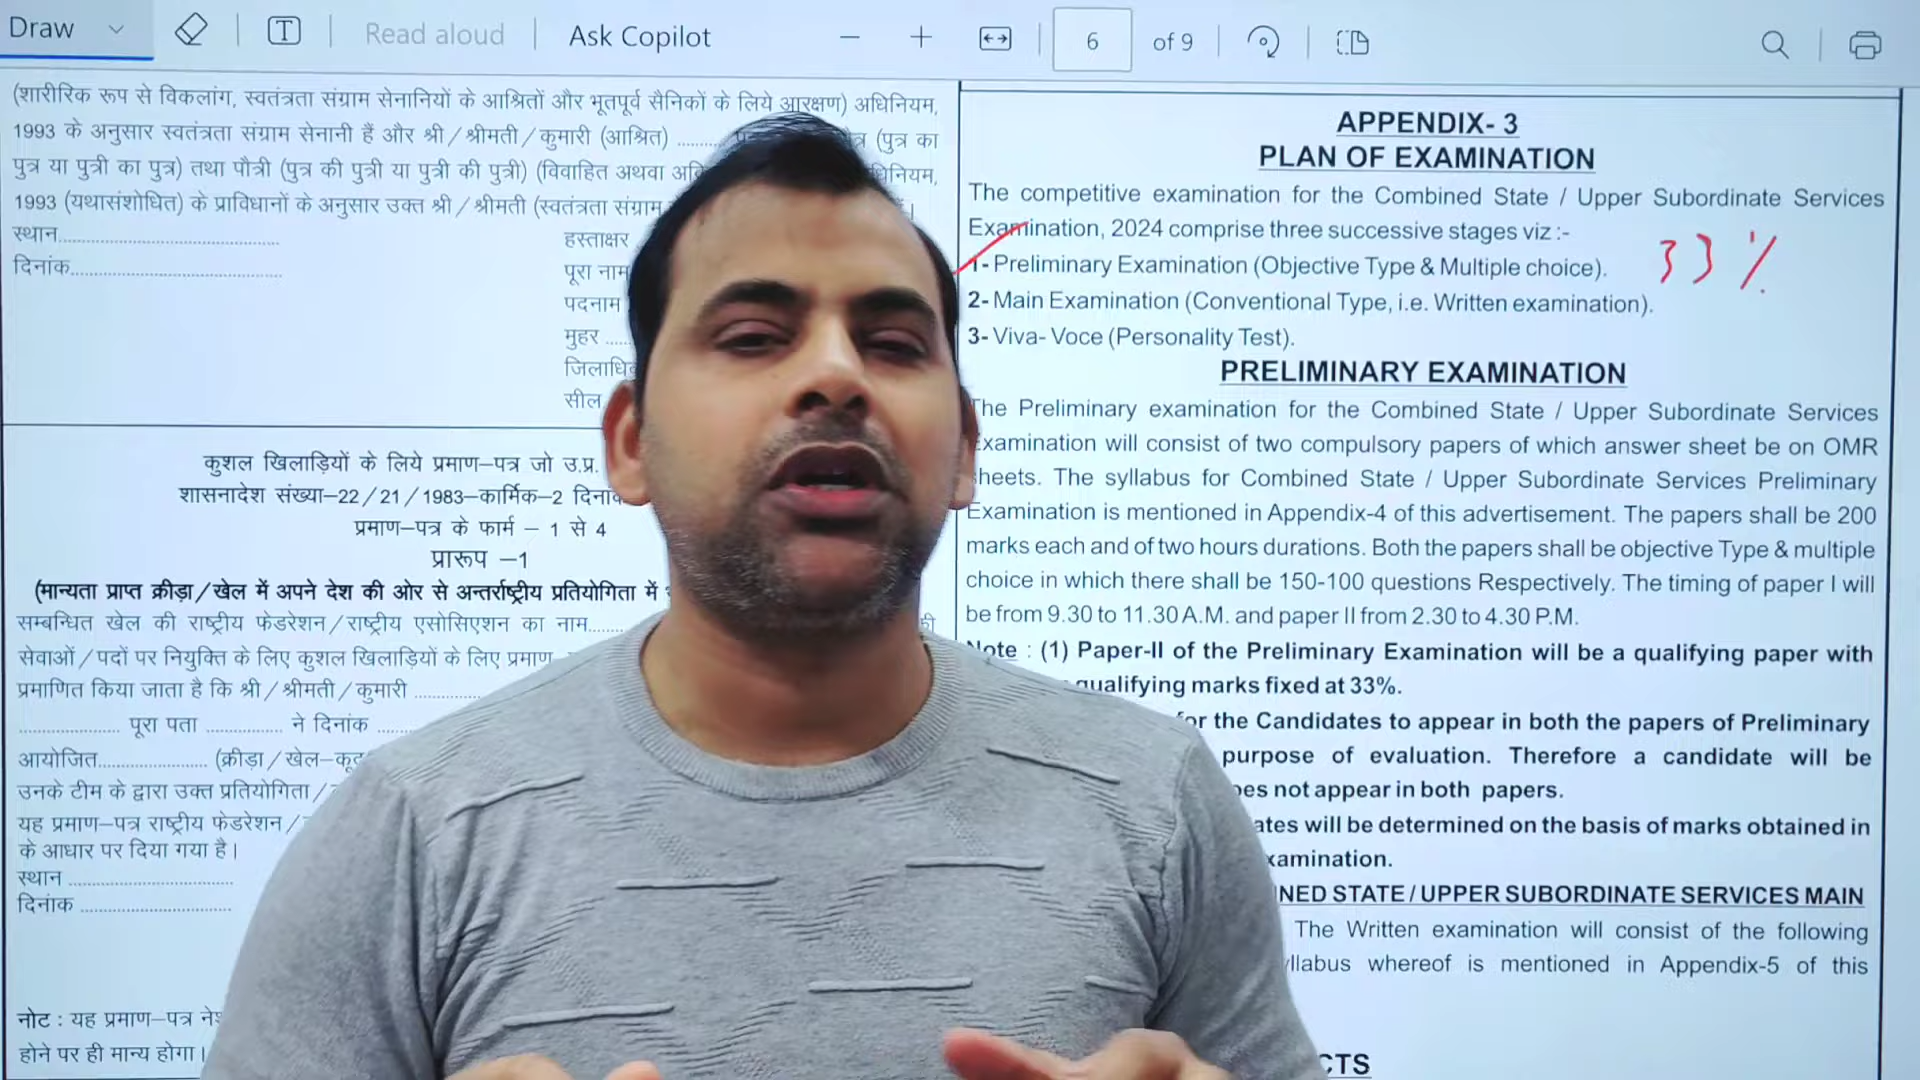 Draw
Read aloud
Ask Copilot
6 of 9
(शारीरिक रूप से विकलांग, स्वतंत्रता संग्राम सेनानियों के आश्रितों और भूतपूर्व सैनिकों के लिये आरक्षण) अधिनियम,
1993 के अनुसार स्वतंत्रता संग्राम सेनानी हैं और श्री / श्रीमती / कुमारी (आश्रित) .......... (पुत्र का
पुत्र या पुत्री का पुत्र) तथा पौत्री (पुत्र की पुत्री या पुत्री की पुत्री) (विवाहित अथवा
1993 (यथासंशोधित) के प्राविधानों के अनुसार उक्त श्री / श्रीमती (स्वतंत्रता संग्राम
स्थान..........................................
हस्ताक्षर
दिनांक..........................................
पूरा नाम
पदनाम
मुहर ......
सील
कुशल खिलाड़ियों के लिये प्रमाण–पत्र जो उ.प्र.
शासनादेश संख्या–22 / 21 / 1983–कार्मिक–2
प्रमाण–पत्र के फार्म – 1 से 4
प्रारूप –1
(मान्यता प्राप्त क्रीड़ा / खेल में अपने देश की ओर से अन्तर्राष्ट्रीय प्रतियोगिता में
सम्बन्धित खेल की राष्ट्रीय फेडरेशन / राष्ट्रीय एसोसिएशन का नाम....... की
सेवाओं / पदों पर नियुक्ति के लिए कुशल खिलाड़ियों के लिए प्रमाण
प्रमाणित किया जाता है कि श्री / श्रीमती / कुमारी ............
.................. पूरा पता ............. ने दिनांक ........
आयोजित.................... (क्रीड़ा /
उनके टीम के द्वारा उक्त प्रतियोगिता /
यह प्रमाण–पत्र राष्ट्रीय फेडरेशन /
के आधार पर दिया गया है।
स्थान ..............................
दिनांक ............................
नोट : यह प्रमाण–पत्र
होने पर ही मान्य होगा।
APPENDIX- 3
PLAN OF EXAMINATION
The competitive examination for the Combined State / Upper Subordinate Services
Examination, 2024 comprise three successive stages viz :-
1- Preliminary Examination (Objective Type & Multiple choice).
33%
2- Main Examination (Conventional Type, i.e. Written examination).
3- Viva- Voce (Personality Test).
PRELIMINARY EXAMINATION
The Preliminary examination for the Combined State / Upper Subordinate Services
Examination will consist of two compulsory papers of which answer sheet be on OMR
sheets. The syllabus for Combined State / Upper Subordinate Services Preliminary
Examination is mentioned in Appendix-4 of this advertisement. The papers shall be 200
marks each and of two hours durations. Both the papers shall be objective Type & multiple
choice in which there shall be 150-100 questions Respectively. The timing of paper I will
be from 9.30 to 11.30 A.M. and paper II from 2.30 to 4.30 P.M.
Note : (1) Paper-II of the Preliminary Examination will be a qualifying paper with
qualifying marks fixed at 33%.
for the Candidates to appear in both the papers of Preliminary
purpose of evaluation. Therefore a candidate will be
does not appear in both papers.
will be determined on the basis of marks obtained in
Examination.
STATE / UPPER SUBORDINATE SERVICES MAIN
The Written examination will consist of the following
syllabus whereof is mentioned in Appendix-5 of this